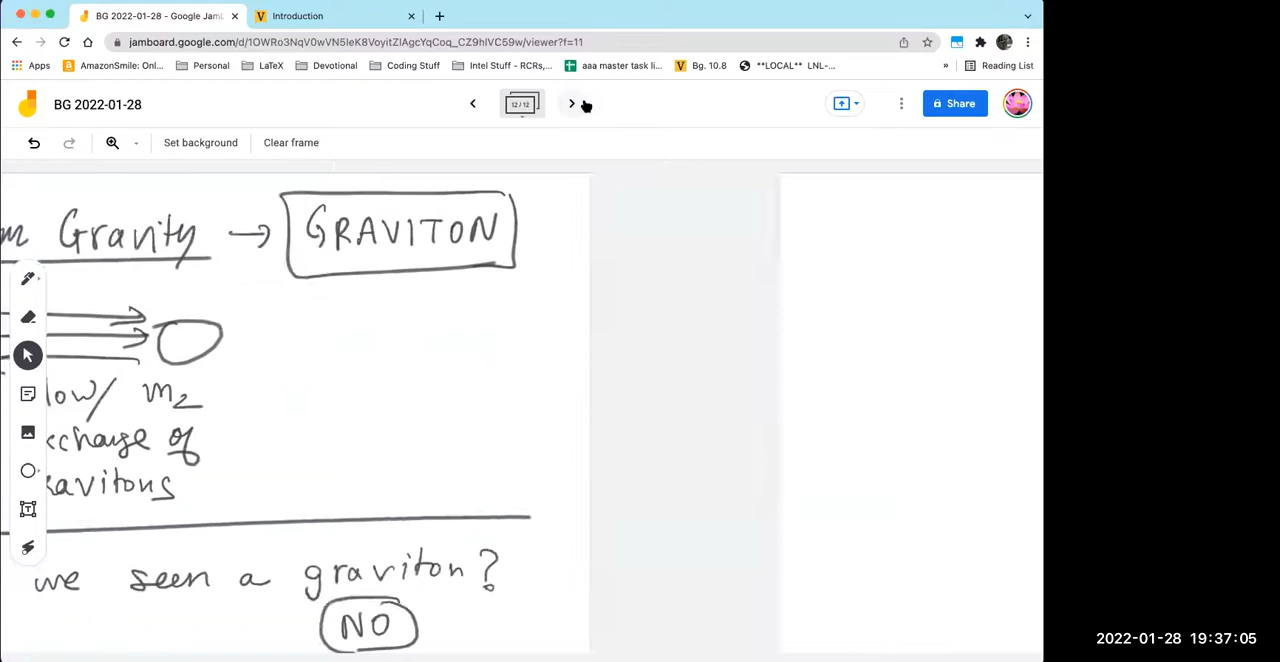 BG 2022-01-28 - Google Jam
Introduction
jamboard.google.com/d/1OWRo3NqV0wVN5IeK8VoyitZIAgcYqCoq_CZ9hIVC59w/viewer?f=11
Apps
AmazonSmile: Onl...
Personal
LaTeX
Devotional
Coding Stuff
Intel Stuff - RCRs,...
aaa master task li...
Bg. 10.8
**LOCAL** LNL-...
»
Reading List
BG 2022-01-28
12 / 12
Share
Set background
Clear frame
m Gravity → GRAVITON
low/ m2
xchange of
ravitons
we seen a graviton?
NO
2022-01-28 19:37:05